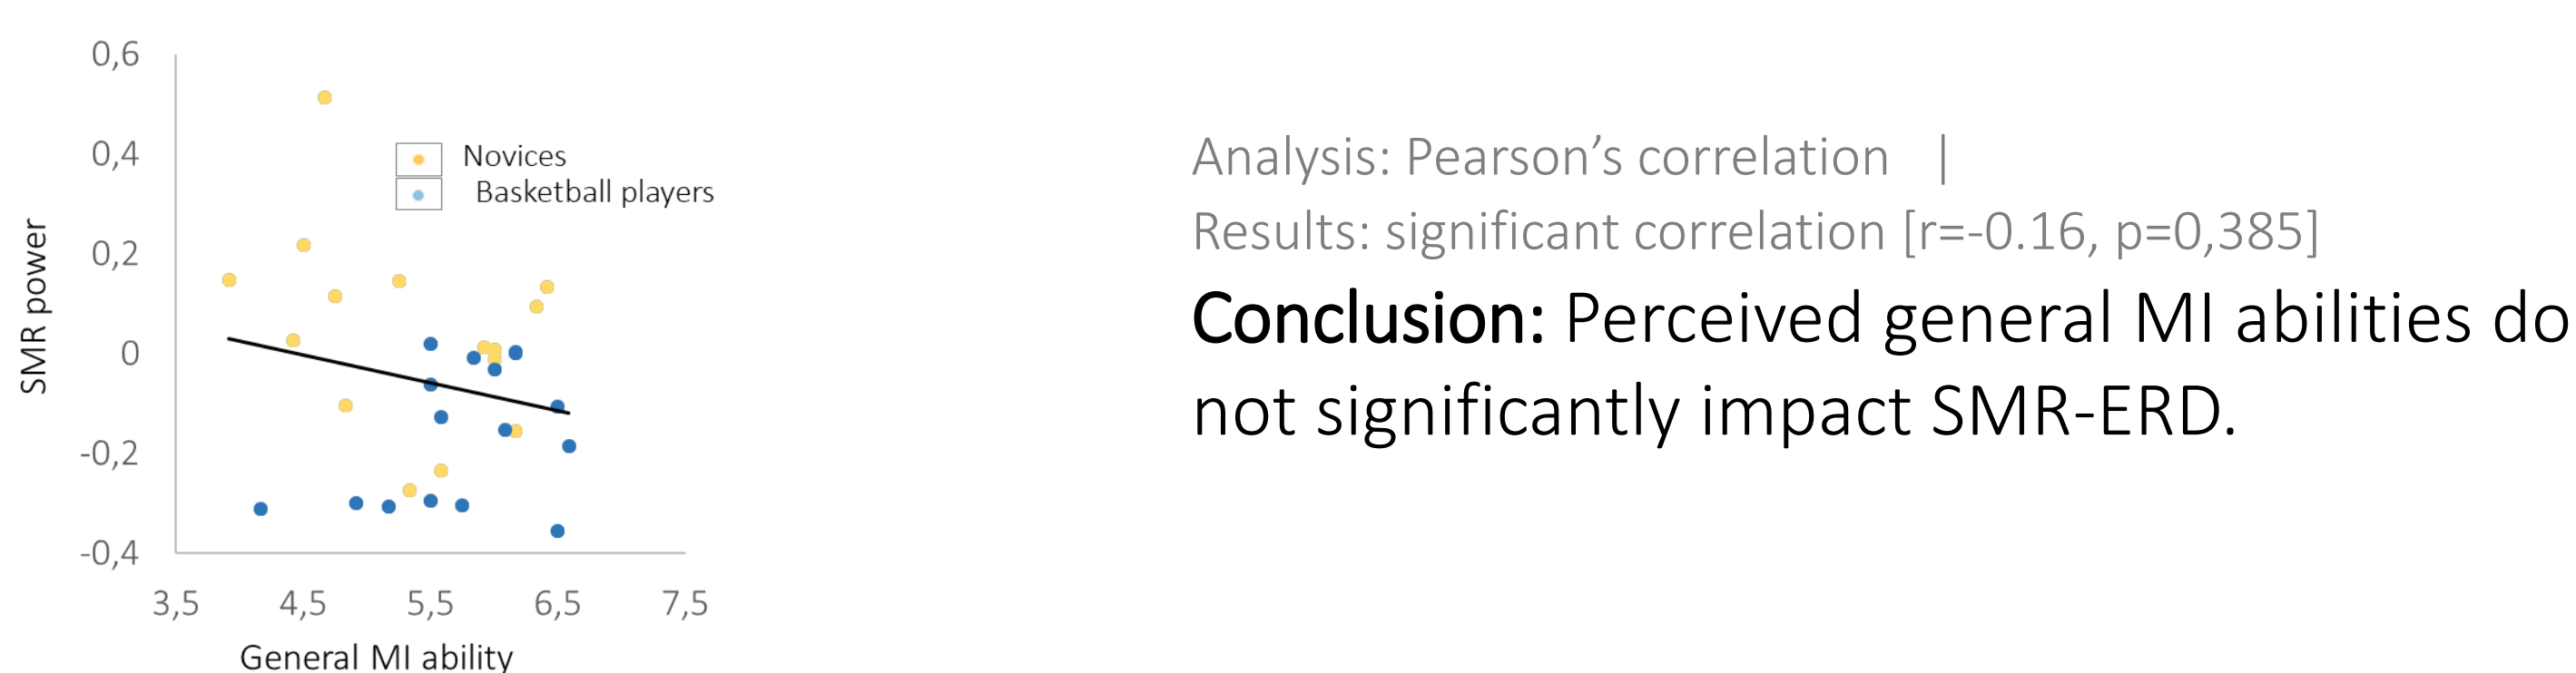 0,6
0,4
0,2
0
-0,2
-0,4
SMR power
Novices
Basketball players
3,5 4,5 5,5 6,5 7,5
General MI ability
Analysis: Pearson’s correlation |
Results: significant correlation [r=-0.16, p=0,385]
Conclusion: Perceived general MI abilities do
not significantly impact SMR-ERD.